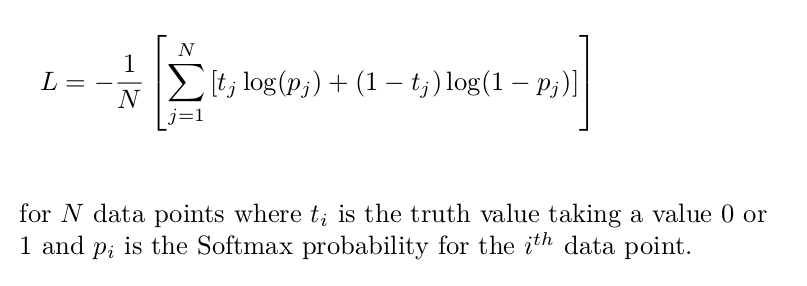 L = -\frac{1}{N} \left[ \sum_{j=1}^{N} [t_j \log(p_j) + (1 - t_j) \log(1 - p_j)] \right]
for N data points where t_i is the truth value taking a value 0 or
1 and p_i is the Softmax probability for the i^{th} data point.